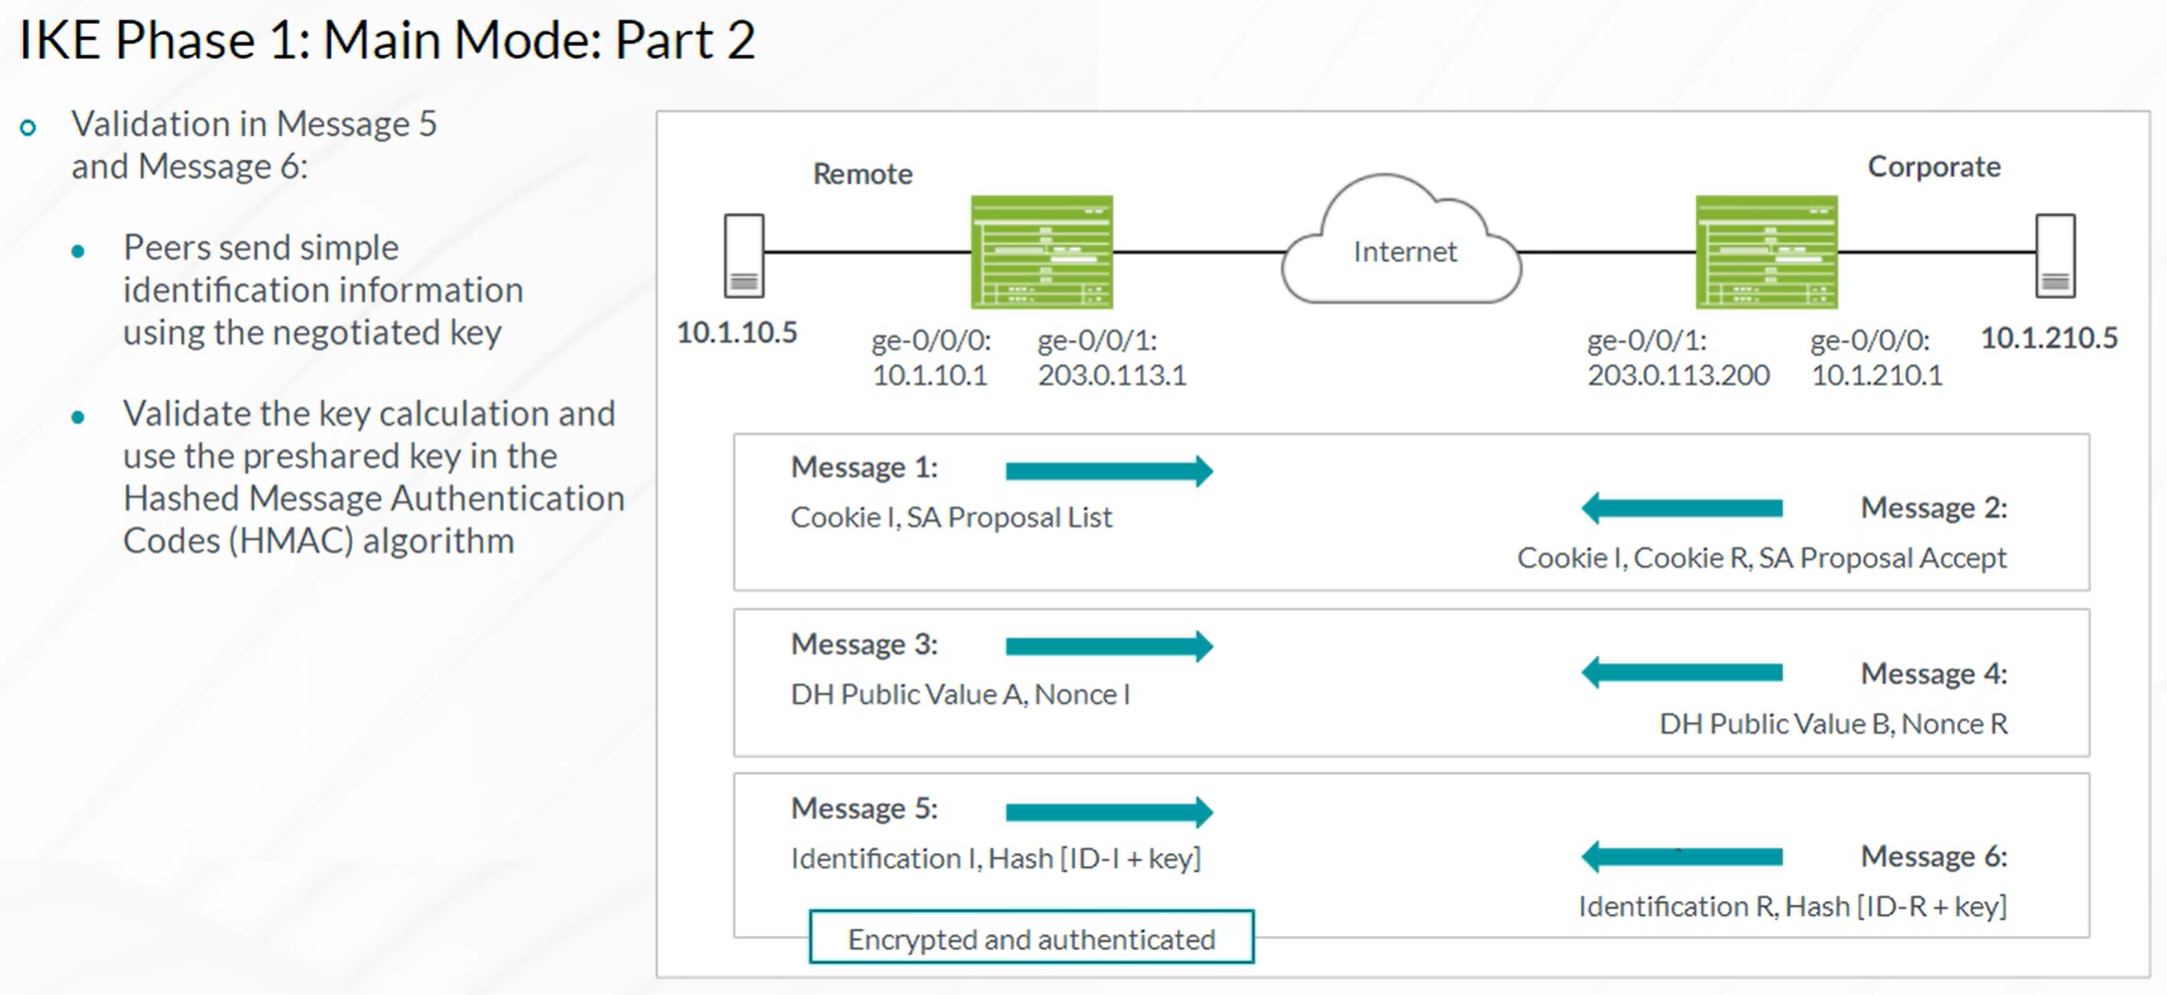 IKE Phase 1: Main Mode: Part 2
Validation in Message 5
and Message 6:
Peers send simple
identification information
using the negotiated key
Validate the key calculation and
use the preshared key in the
Hashed Message Authentication
Codes (HMAC) algorithm
Remote
Corporate
Internet
10.1.10.5
ge-0/0/0:
10.1.10.1
ge-0/0/1:
203.0.113.1
ge-0/0/1:
203.0.113.200
ge-0/0/0:
10.1.210.1
10.1.210.5
Message 1:
Cookie I, SA Proposal List
Message 2:
Cookie I, Cookie R, SA Proposal Accept
Message 3:
DH Public Value A, Nonce I
Message 4:
DH Public Value B, Nonce R
Message 5:
Identification I, Hash [ID-I + key]
Message 6:
Identification R, Hash [ID-R + key]
Encrypted and authenticated